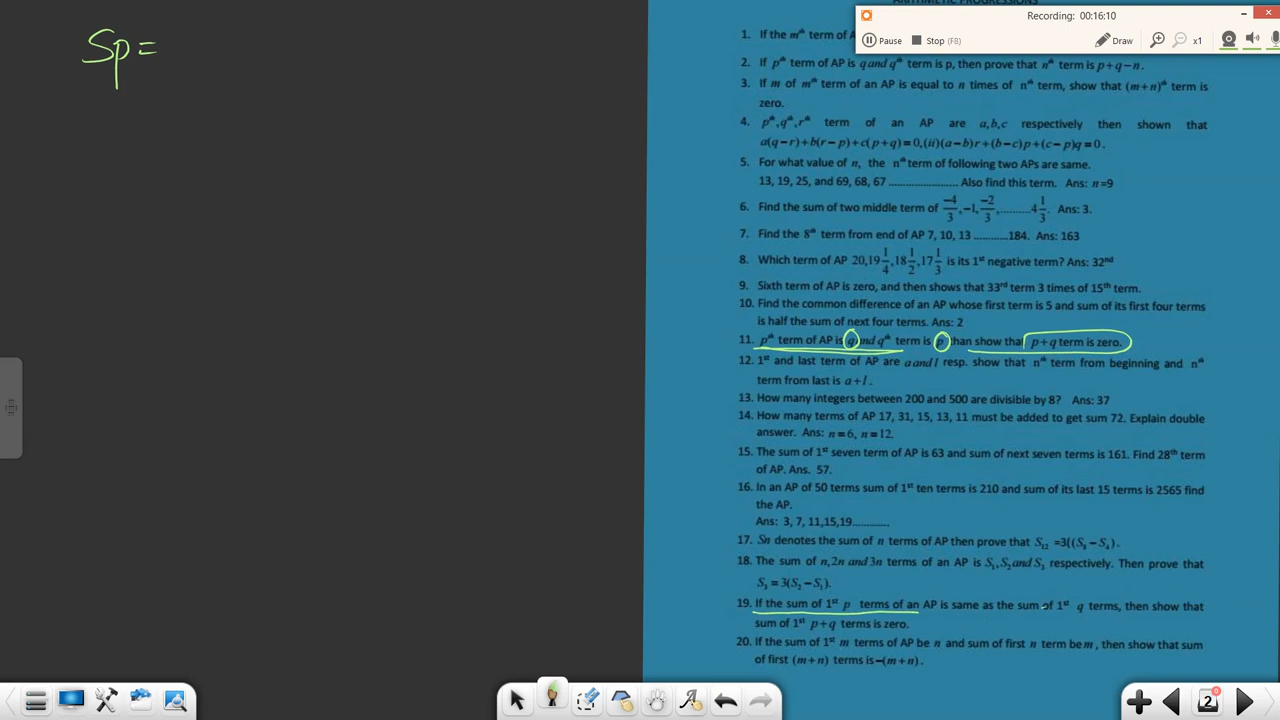 Sp =
ARITHMETIC PROGRESSIONS
Recording: 00:16:10
Pause Stop (F8) Draw x1
1. If the mᵗʰ term of A
2. If pᵗʰ term of AP is q and qᵗʰ term is p, then prove that nᵗʰ term is p+q−n.
3. If m of mᵗʰ term of an AP is equal to n times of nᵗʰ term, show that (m+n)ᵗʰ term is
zero.
4. pᵗʰ,qᵗʰ,rᵗʰ term of an AP are a,b,c respectively then shown that
a(q−r)+b(r−p)+c(p+q)=0,(ii)(a−b)r+(b−c)p+(c−p)q=0.
5. For what value of n, the nᵗʰterm of following two APs are same.
13, 19, 25, and 69, 68, 67 ........................ Also find this term. Ans: n=9
6. Find the sum of two middle term of −4/3,−1,−2/3,..........4 1/3. Ans: 3.
7. Find the 8ᵗʰ term from end of AP 7, 10, 13 ............184. Ans: 163
8. Which term of AP 20,19 1/4,18 1/2,17 1/3 is its 1ˢᵗ negative term? Ans: 32ⁿᵈ
9. Sixth term of AP is zero, and then shows that 33ʳᵈ term 3 times of 15ᵗʰ term.
10. Find the common difference of an AP whose first term is 5 and sum of its first four terms
is half the sum of next four terms. Ans: 2
11. pᵗʰ term of AP is q and qᵗʰ term is p than show that p+q term is zero.
12. 1ˢᵗ and last term of AP are a and l resp. show that nᵗʰ term from beginning and nᵗʰ
term from last is a+l.
13. How many integers between 200 and 500 are divisible by 8? Ans: 37
14. How many terms of AP 17, 31, 15, 13, 11 must be added to get sum 72. Explain double
answer. Ans: n=6, n=12.
15. The sum of 1ˢᵗ seven term of AP is 63 and sum of next seven terms is 161. Find 28ᵗʰ term
of AP. Ans. 57.
16. In an AP of 50 terms sum of 1ˢᵗ ten terms is 210 and sum of its last 15 terms is 2565 find
the AP.
Ans: 3, 7, 11,15,19............
17. Sn denotes the sum of n terms of AP then prove that S₁₂ =3((S₈−S₄).
18. The sum of n,2n and 3n terms of an AP is S₁,S₂ and S₃ respectively. Then prove that
S₃ = 3(S₂−S₁).
19. If the sum of 1ˢᵗ p terms of an AP is same as the sum of 1ˢᵗ q terms, then show that
sum of 1ˢᵗ p+q terms is zero.
20. If the sum of 1ˢᵗ m terms of AP be n and sum of first n term be m, then show that sum
of first (m+n) terms is−(m+n).
2